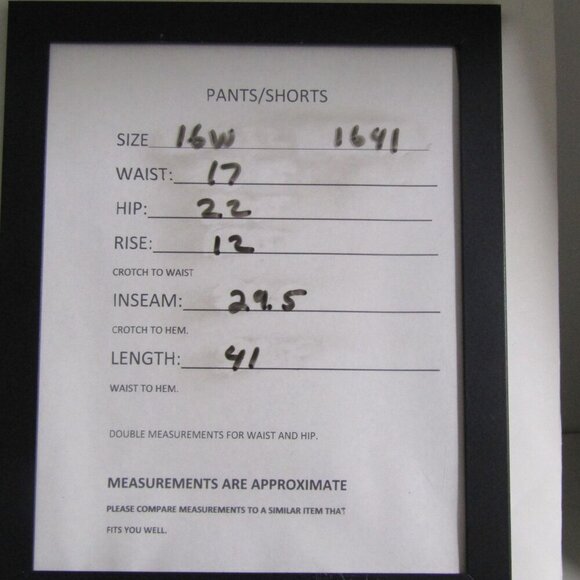 PANTS/SHORTS
SIZE 16W 1641
WAIST: 17
HIP: 22
RISE: 12
CROTCH TO WAIST
INSEAM: 29.5
CROTCH TO HEM.
LENGTH: 41
WAIST TO HEM.
DOUBLE MEASUREMENTS FOR WAIST AND HIP.
MEASUREMENTS ARE APPROXIMATE
PLEASE COMPARE MEASUREMENTS TO A SIMILAR ITEM THAT
FITS YOU WELL.